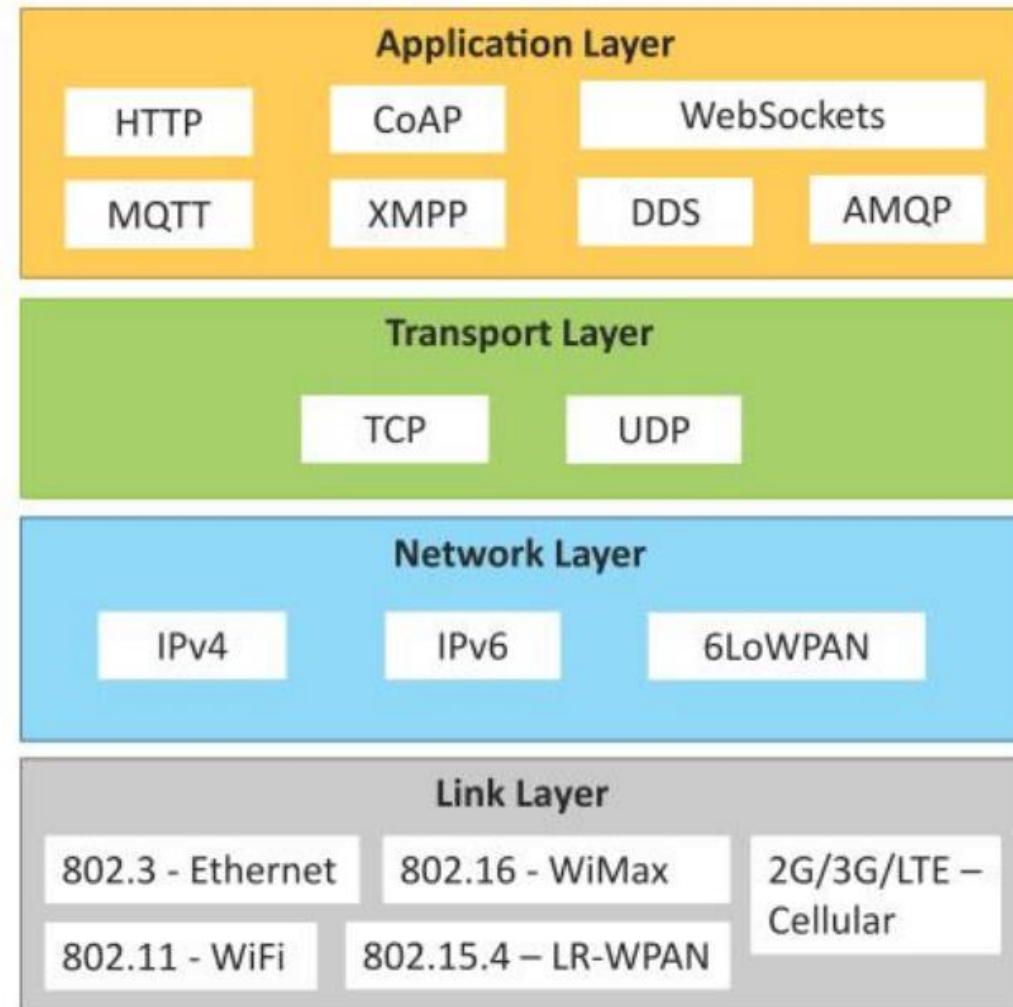 Application Layer
HTTP
CoAP
WebSockets
MQTT
XMPP
DDS
AMQP
Transport Layer
TCP
UDP
Network Layer
IPv4
IPv6
6LoWPAN
Link Layer
802.3 - Ethernet
802.16 - WiMax
2G/3G/LTE –
Cellular
802.11 - WiFi
802.15.4 – LR-WPAN